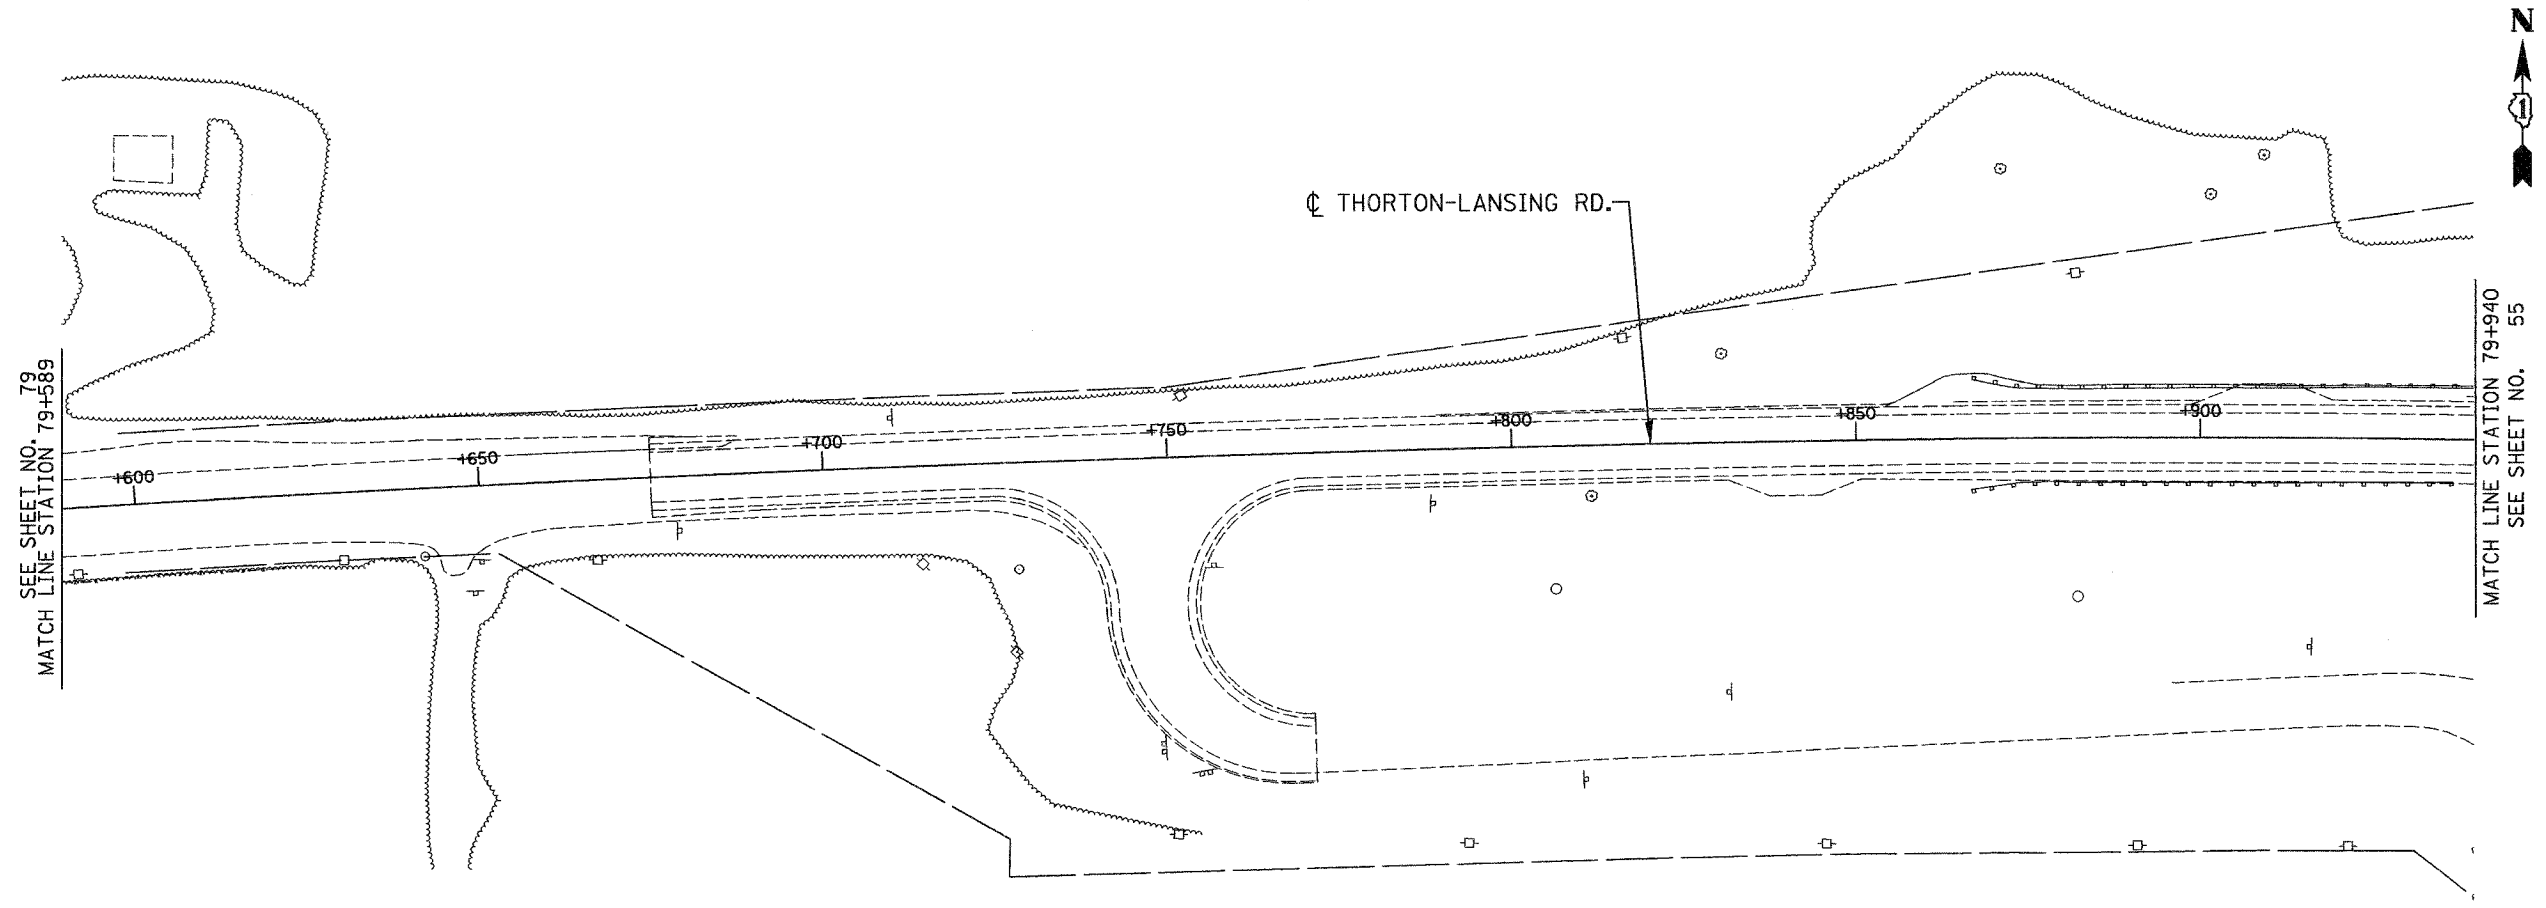 N
1
℄ THORTON-LANSING RD.
SEE SHEET NO. 79
MATCH LINE STATION 79+589
+600
+650
+700
+750
+800
+850
+900
MATCH LINE STATION 79+940
SEE SHEET NO. 55